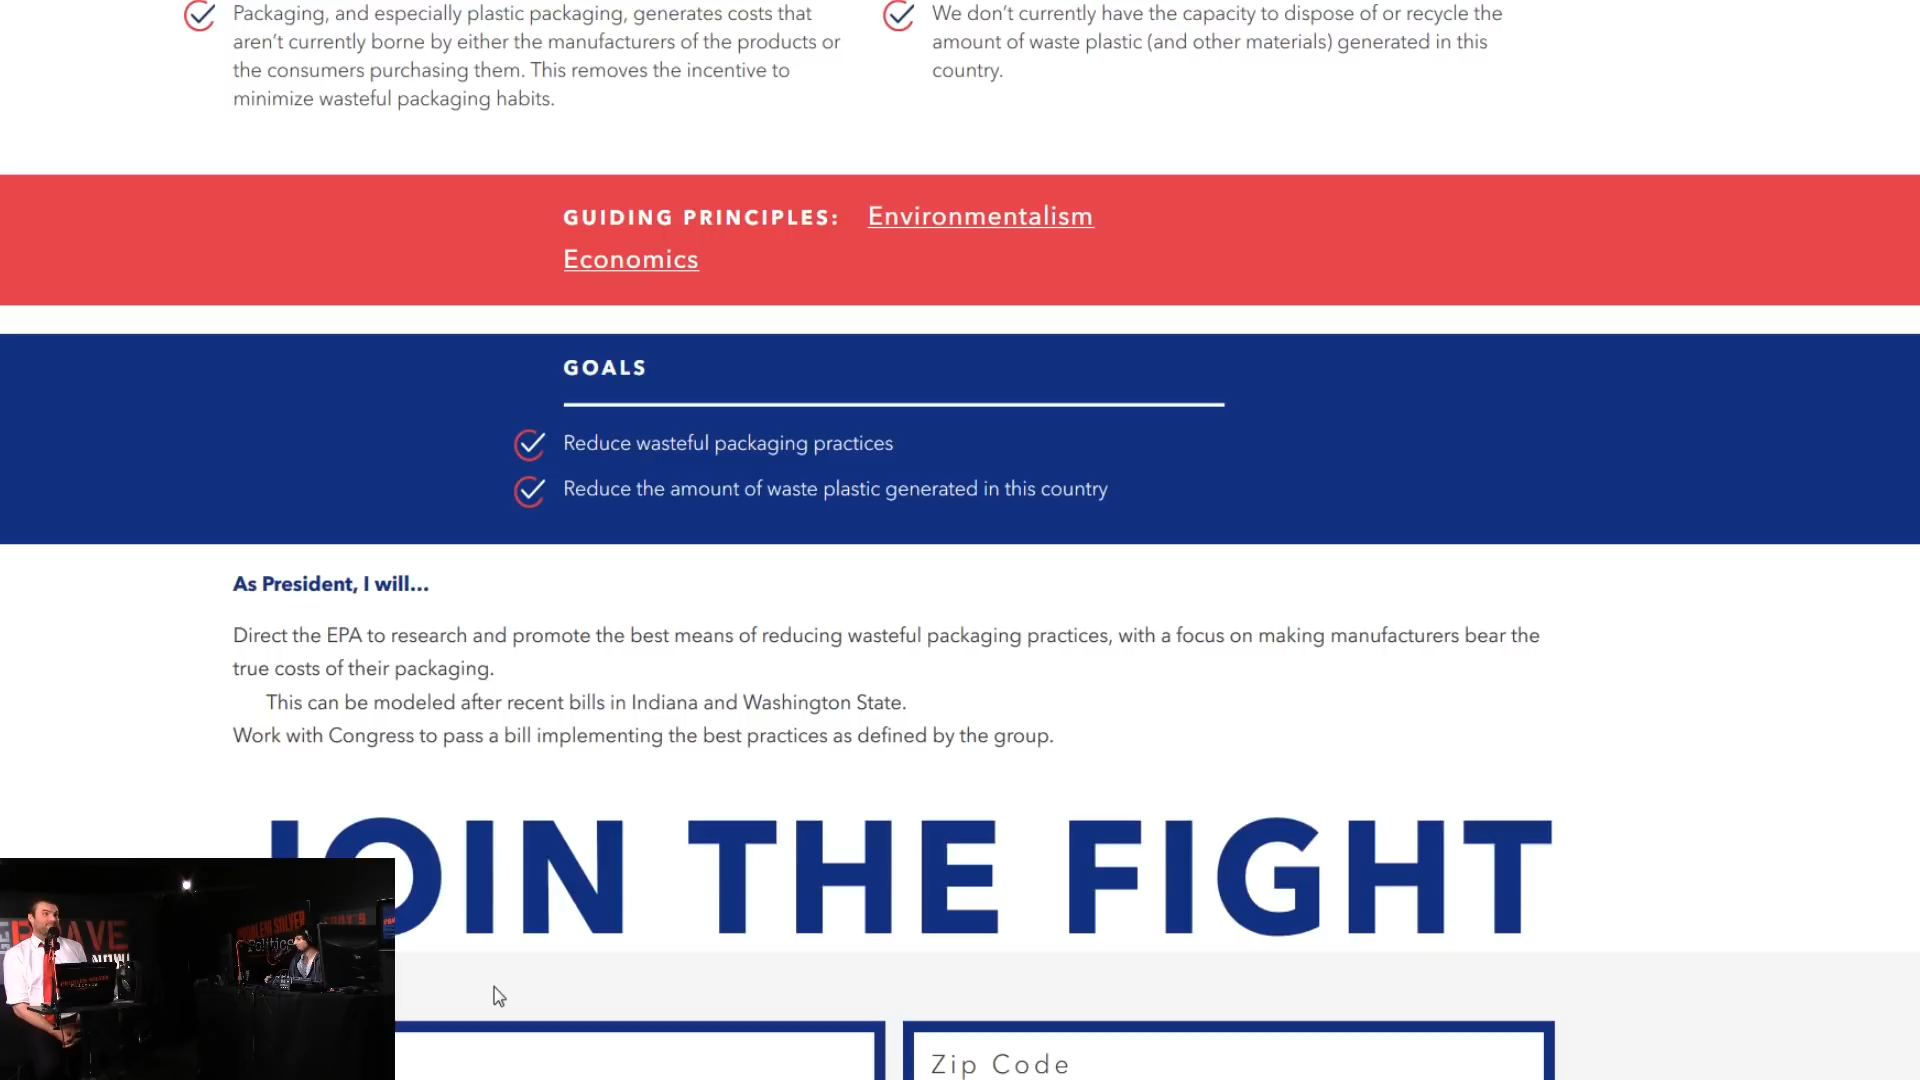 Packaging, and especially plastic packaging, generates costs that
aren't currently borne by either the manufacturers of the products or
the consumers purchasing them. This removes the incentive to
minimize wasteful packaging habits.
We don't currently have the capacity to dispose of or recycle the
amount of waste plastic (and other materials) generated in this
country.
GUIDING PRINCIPLES: Environmentalism
Economics
GOALS
Reduce wasteful packaging practices
Reduce the amount of waste plastic generated in this country
As President, I will...
Direct the EPA to research and promote the best means of reducing wasteful packaging practices, with a focus on making manufacturers bear the
true costs of their packaging.
This can be modeled after recent bills in Indiana and Washington State.
Work with Congress to pass a bill implementing the best practices as defined by the group.
JOIN THE FIGHT
Zip Code
PROBLEM SOLVER
Politics